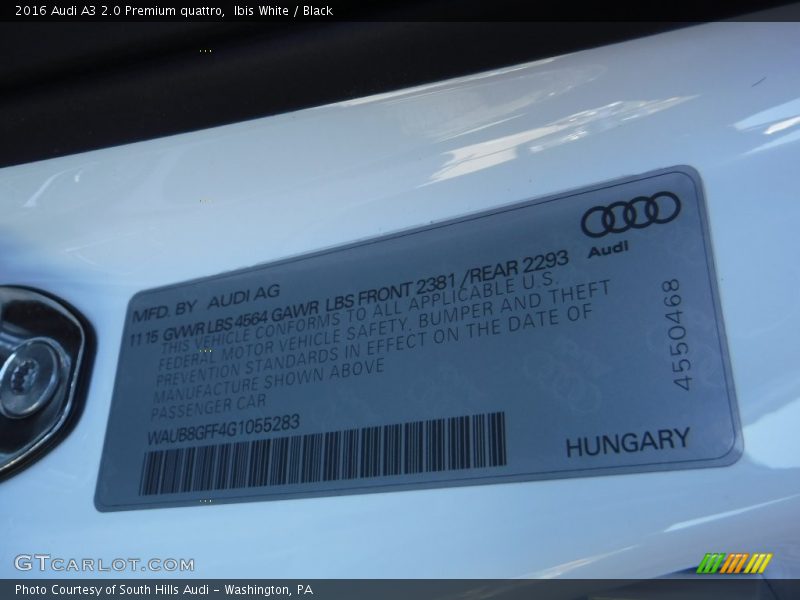 2016 Audi A3 2.0 Premium quattro,  Ibis White / Black
Audi
MFD. BY AUDI AG
11 15 GVWR LBS 4564 GAWR LBS FRONT 2381 /REAR 2293
THIS VEHICLE CONFORMS TO ALL APPLICABLE U.S.
FEDERAL MOTOR VEHICLE SAFETY, BUMPER AND THEFT
PREVENTION STANDARDS IN EFFECT ON THE DATE OF
MANUFACTURE SHOWN ABOVE
PASSENGER CAR
WAUB8GFF4G1055283
4550468
HUNGARY
GTCARLOT.COM
Photo Courtesy of South Hills Audi - Washington, PA